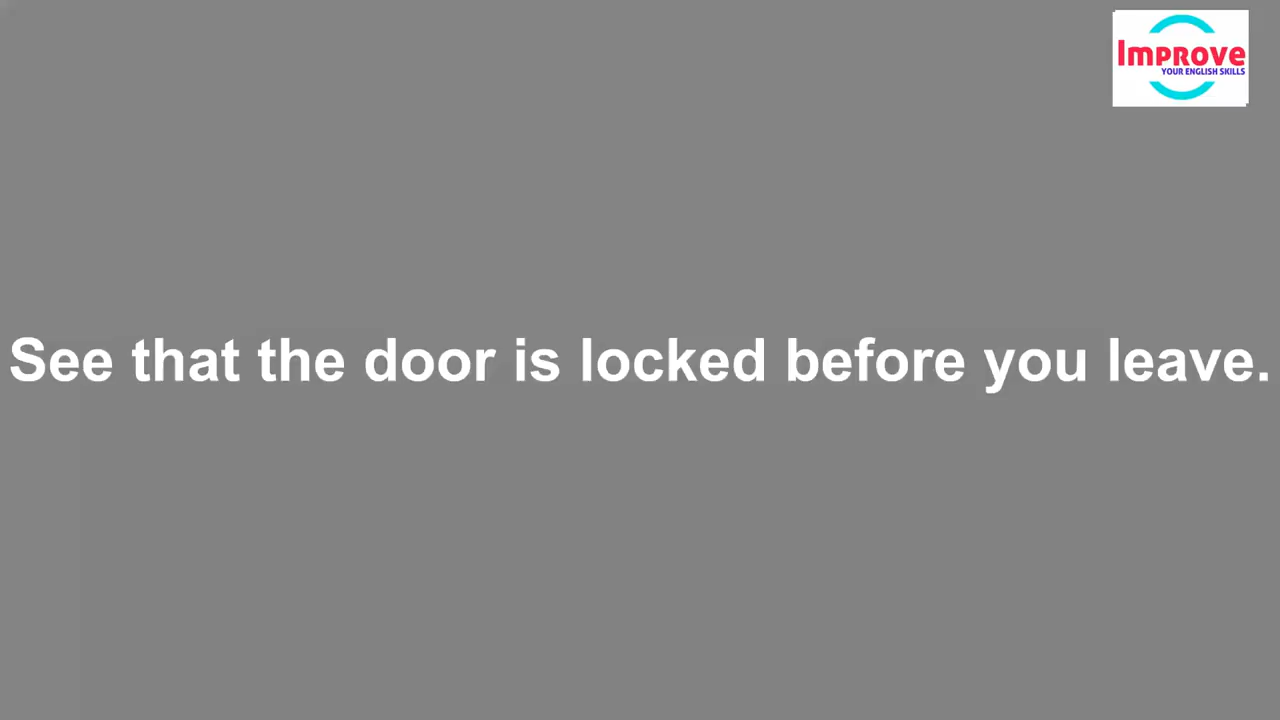 Improve
YOUR ENGLISH SKILLS
See that the door is locked before you leave.